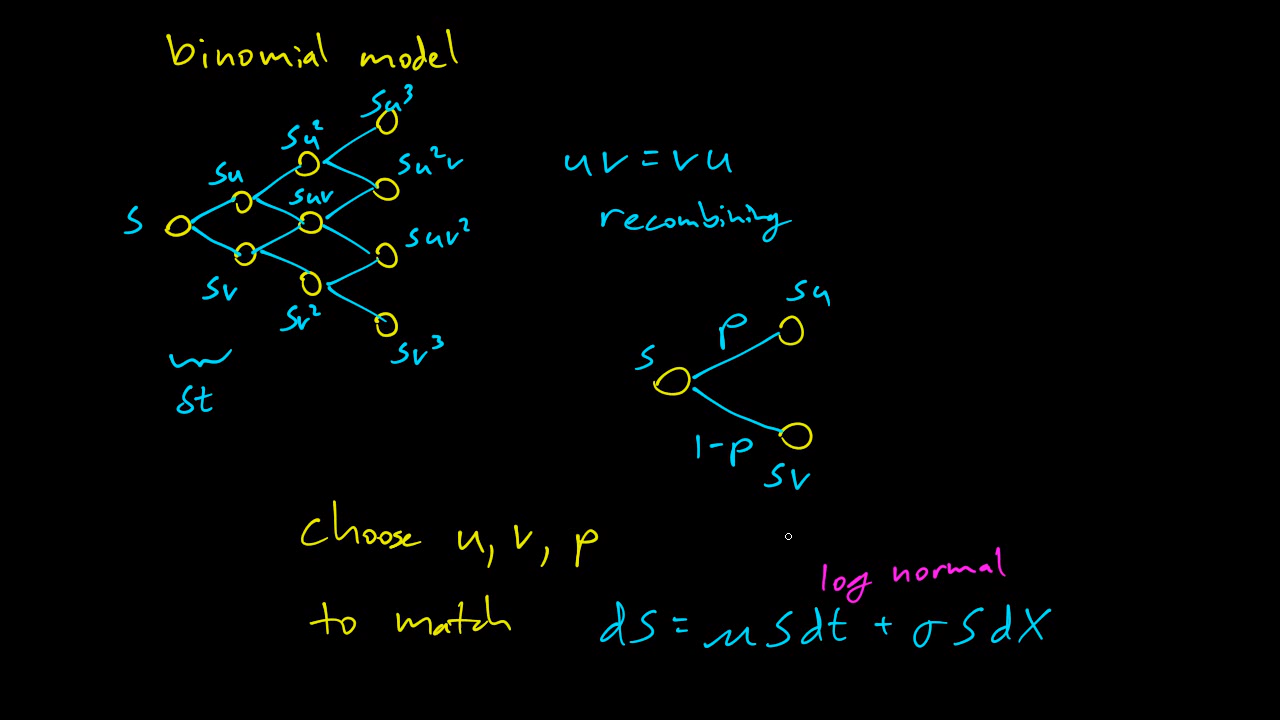 binomial model
Su³
Su²
Su
Su²v
Suv
S
Suv²
Sv
Sv²
Sv³
δt
uv = vu
recombining
Su
p
S
1-p
Sv
choose u, v, p
log normal
to match dS = μSdt + σSdX